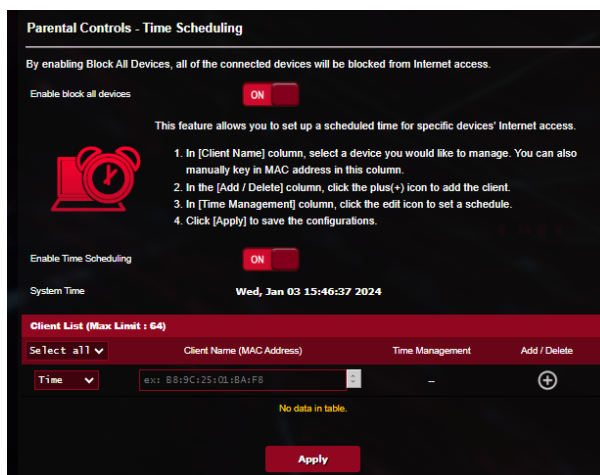 Parental Controls - Time Scheduling
By enabling Block All Devices, all of the connected devices will be blocked from Internet access.
Enable block all devices
ON
This feature allows you to set up a scheduled time for specific devices' Internet access.
1. In [Client Name] column, select a device you would like to manage. You can also
manually key in MAC address in this column.
2. In the [Add / Delete] column, click the plus(+) icon to add the client.
3. In [Time Management] column, click the edit icon to set a schedule.
4. Click [Apply] to save the configurations.
Enable Time Scheduling
ON
System Time
Wed, Jan 03 15:46:37 2024
Client List (Max Limit : 64)
Select all
Client Name (MAC Address)
Time Management
Add / Delete
Time
ex: B8:9C:25:01:BA:F8
--
No data in table.
Apply